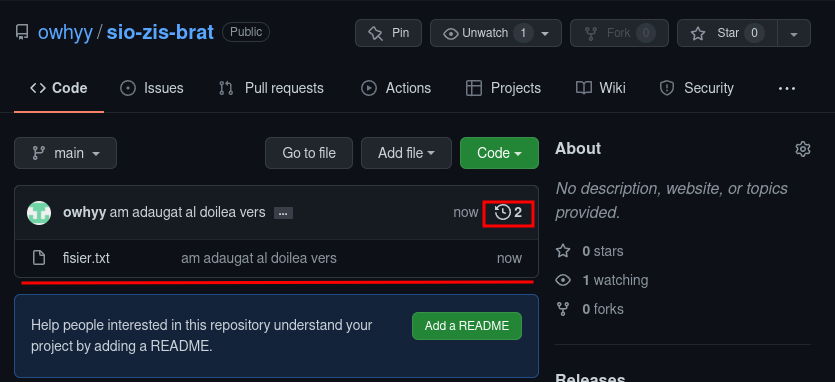 owhyy / sio-zis-brat Public
Pin
Unwatch 1
Fork 0
Star 0
Code
Issues
Pull requests
Actions
Projects
Wiki
Security
...
main
Go to file
Add file
Code
owhyy am adaugat al doilea vers ... now 2
fisier.txt am adaugat al doilea vers now
Help people interested in this repository understand your
project by adding a README.
Add a README
About
No description, website, or topics
provided.
0 stars
1 watching
0 forks
Releases